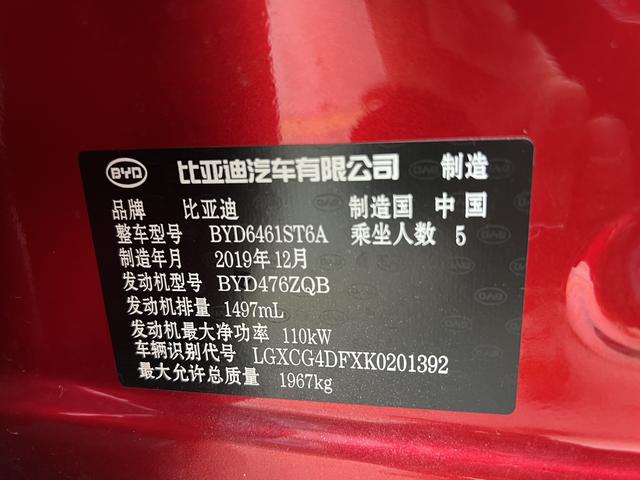 BYD 比亚迪汽车有限公司 制造
品牌 比亚迪 制造国 中国
整车型号 BYD6461ST6A 乘坐人数 5
制造年月 2019年12月
发动机型号 BYD476ZQB
发动机排量 1497mL
发动机最大净功率 110kW
车辆识别代号 LGXCG4DFXK0201392
最大允许总质量 1967kg